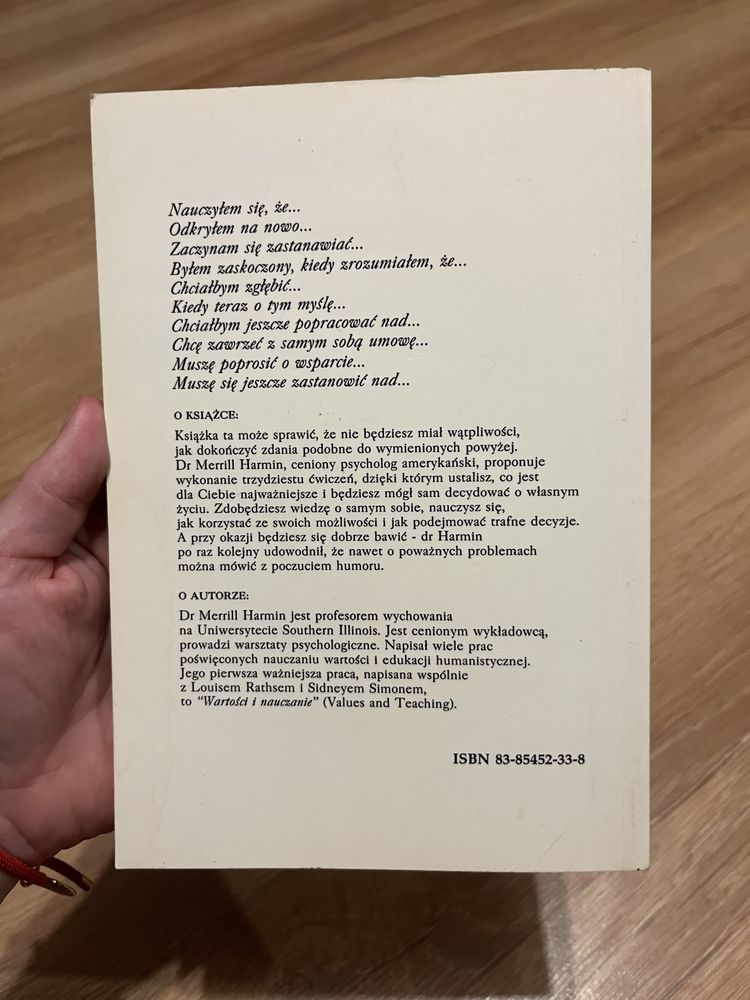 Nauczyłem się, że...
Odkryłem na nowo...
Zaczynam się zastanawiać...
Byłem zaskoczony, kiedy zrozumiałem, że...
Chciałbym zgłębić...
Kiedy teraz o tym myślę...
Chciałbym jeszcze popracować nad...
Chcę zawrzeć z samym sobą umowę...
Muszę poprosić o wsparcie...
Muszę się jeszcze zastanowić nad...
O KSIĄŻCE:
Książka ta może sprawić, że nie będziesz miał wątpliwości,
jak dokończyć zdania podobne do wymienionych powyżej.
Dr Merrill Harmin, ceniony psycholog amerykański, proponuje
wykonanie trzydziestu ćwiczeń, dzięki którym ustalisz, co jest
dla Ciebie najważniejsze i będziesz mógł sam decydować o własnym
życiu. Zdobędziesz wiedzę o samym sobie, nauczysz się,
jak korzystać ze swoich możliwości i jak podejmować trafne decyzje.
A przy okazji będziesz się dobrze bawić - dr Harmin
po raz kolejny udowodnił, że nawet o poważnych problemach
można mówić z poczuciem humoru.
O AUTORZE:
Dr Merrill Harmin jest profesorem wychowania
na Uniwersytecie Southern Illinois. Jest cenionym wykładowcą,
prowadzi warsztaty psychologiczne. Napisał wiele prac
poświęconych nauczaniu wartości i edukacji humanistycznej.
Jego pierwsza ważniejsza praca, napisana wspólnie
z Louisem Rathsem i Sidneyem Simonem,
to "Wartości i nauczanie" (Values and Teaching).
ISBN 83-85452-33-8